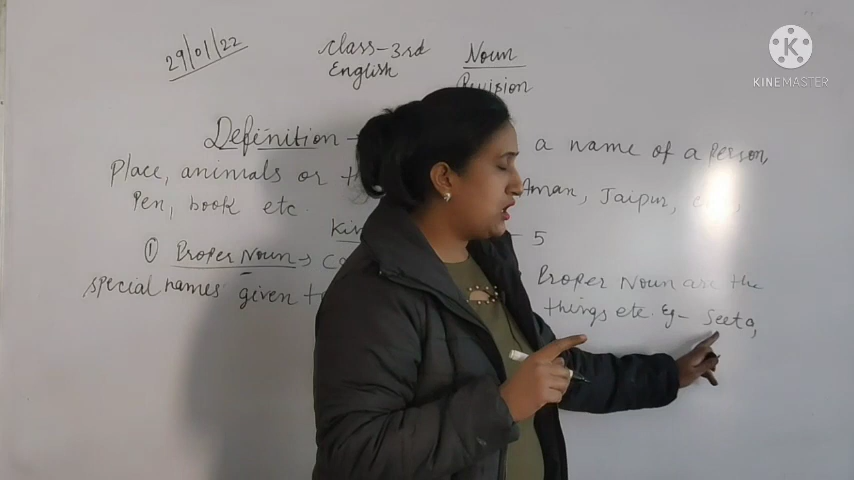 29/01/22
Class-3rd Noun
English Revision
Definition → a name of a person,
place, animals or Aman, Jaipur,
Pen, book etc.
5
① Proper Noun → Proper Noun are the
special names given things etc. Eg- Seeta,
KINEMASTER